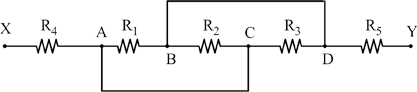 X R₄ A R₁ B R₂ C R₃ D R₅ Y